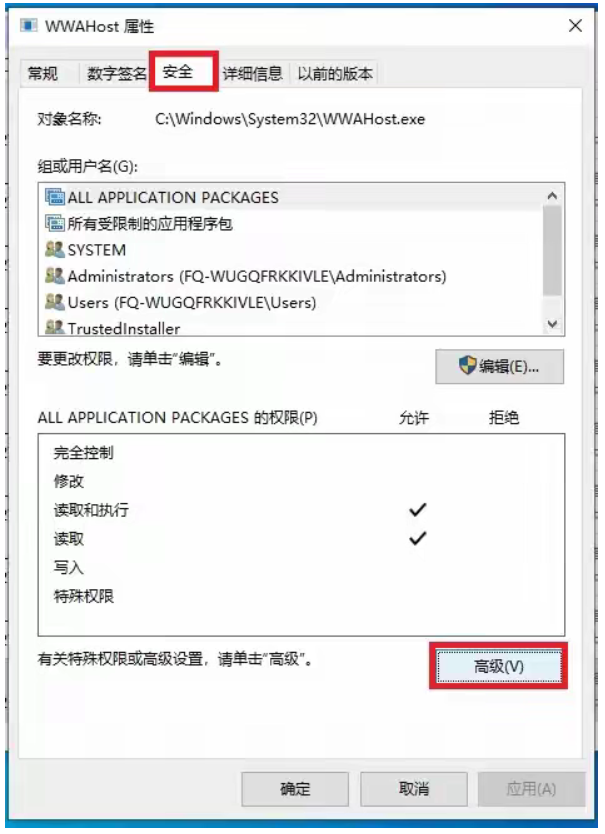 WWAHost 属性
常规 数字签名 安全 详细信息 以前的版本
对象名称: C:\Windows\System32\WWAHost.exe
组或用户名(G):
ALL APPLICATION PACKAGES
所有受限制的应用程序包
SYSTEM
Administrators (FQ-WUGQFRKKIVLE\Administrators)
Users (FQ-WUGQFRKKIVLE\Users)
TrustedInstaller
要更改权限，请单击“编辑”。
编辑(E)...
ALL APPLICATION PACKAGES 的权限(P) 允许 拒绝
完全控制
修改
读取和执行
读取
写入
特殊权限
有关特殊权限或高级设置，请单击“高级”。
高级(V)
确定 取消 应用(A)